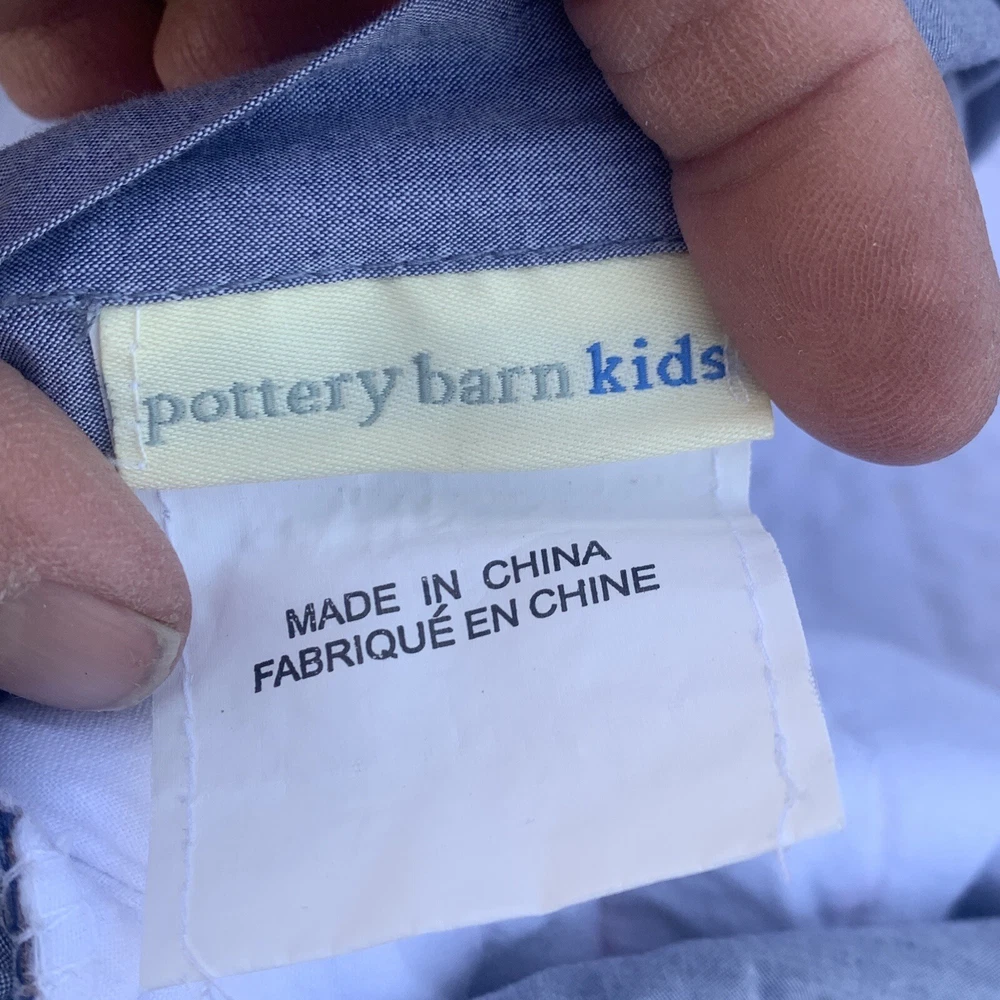 pottery barn kids
MADE IN CHINA
FABRIQUÉ EN CHINE